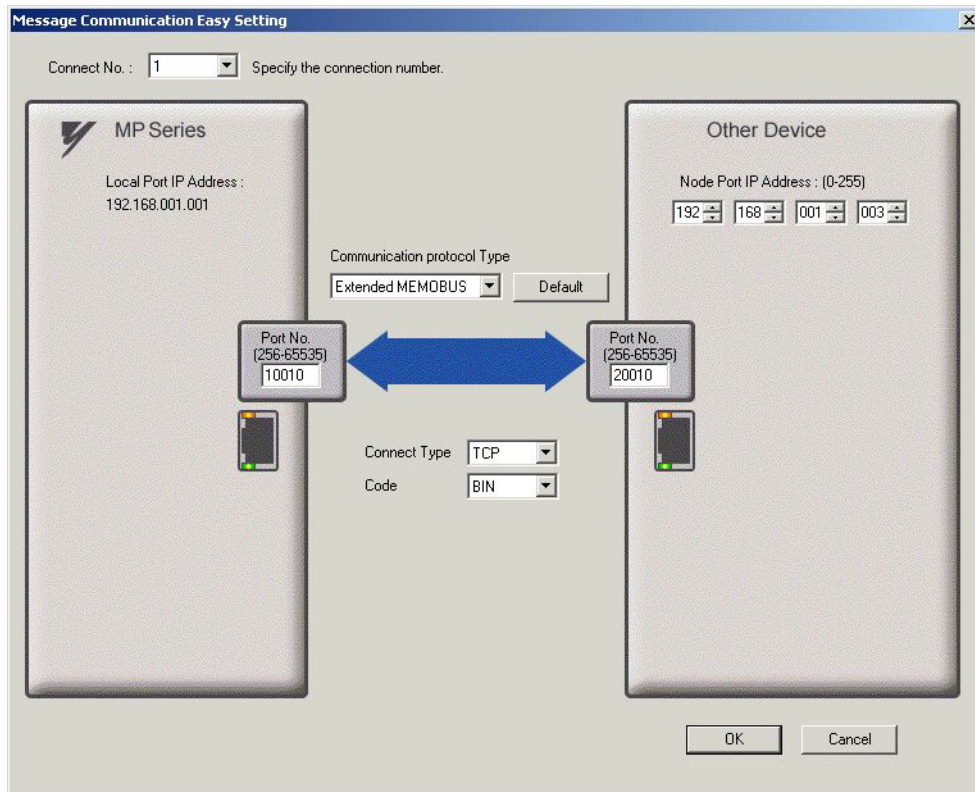 Message Communication Easy Setting
Connect No. : 1 Specify the connection number.
MP Series
Local Port IP Address :
192.168.001.001
Other Device
Node Port IP Address : (0-255)
192 168 001 003
Communication protocol Type
Extended MEMOBUS Default
Port No.
(256-65535)
10010
Port No.
(256-65535)
20010
Connect Type TCP
Code BIN
OK Cancel